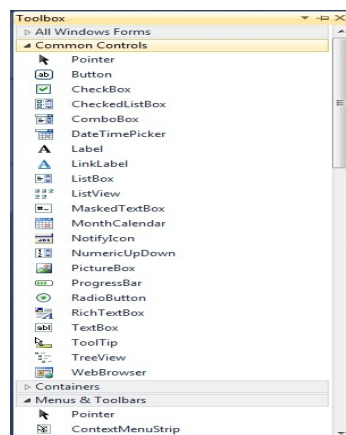 Toolbox
All Windows Forms
Common Controls
Pointer
Button
CheckBox
CheckedListBox
ComboBox
DateTimePicker
Label
LinkLabel
ListBox
ListView
MaskedTextBox
MonthCalendar
NotifyIcon
NumericUpDown
PictureBox
ProgressBar
RadioButton
RichTextBox
TextBox
ToolTip
TreeView
WebBrowser
Containers
Menus & Toolbars
Pointer
ContextMenuStrip